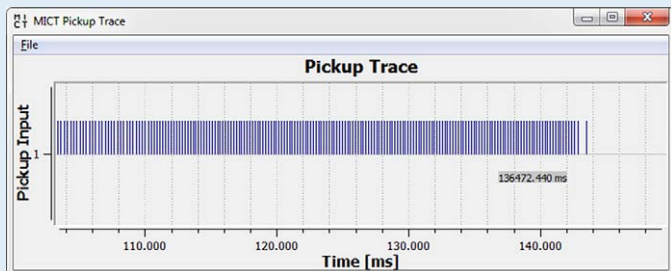 MICT MICT Pickup Trace
File
Pickup Trace
Pickup Input
1
136472.440 ms
110.000 120.000 130.000 140.000
Time [ms]